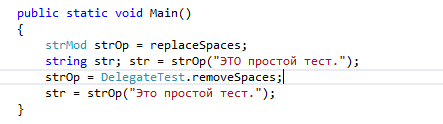 public static void Main()
{
strMod strOp = replaceSpaces;
string str; str = strOp("ЭТО простой тест.");
strOp = DelegateTest.removeSpaces;
str = strOp("Это простой тест.");
}